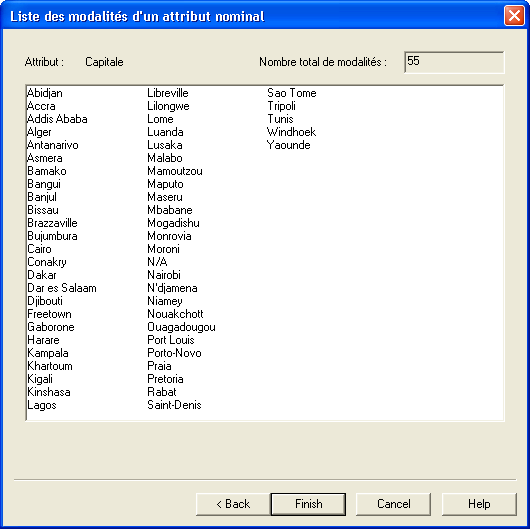 Liste des modalités d'un attribut nominal
Attribut : Capitale Nombre total de modalités : 55
Abidjan Libreville Sao Tome
Accra Lilongwe Tripoli
Addis Ababa Lome Tunis
Alger Luanda Windhoek
Antanarivo Lusaka Yaounde
Asmera Malabo
Bamako Mamoutzou
Bangui Maputo
Banjul Maseru
Bissau Mbabane
Brazzaville Mogadishu
Bujumbura Monrovia
Cairo Moroni
Conakry N/A
Dakar Nairobi
Dar es Salaam N'djamena
Djibouti Niamey
Freetown Nouakchott
Gaborone Ouagadougou
Harare Port Louis
Kampala Porto-Novo
Khartoum Praia
Kigali Pretoria
Kinshasa Rabat
Lagos Saint-Denis
< Back Finish Cancel Help